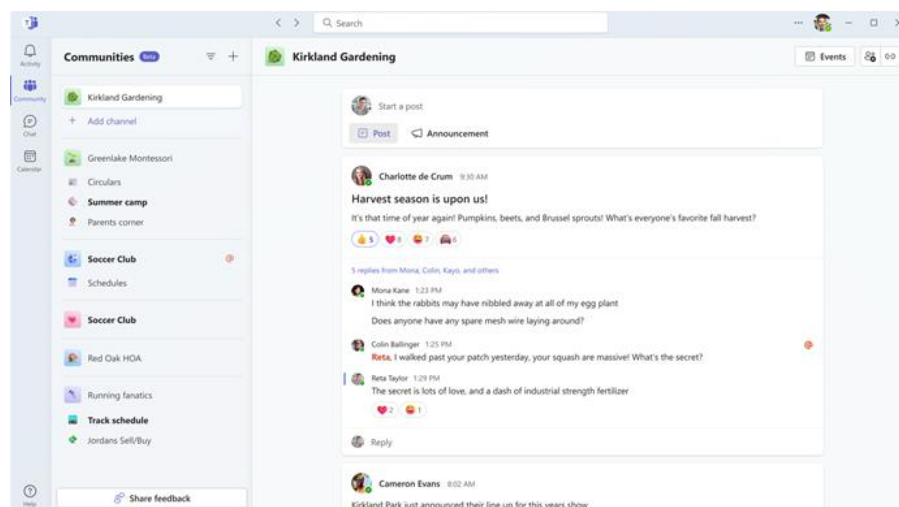 Search
Activity
Community
Chat
Calendar
Help
Communities Beta
Kirkland Gardening
Add channel
Greenlake Montessori
Circulars
Summer camp
Parents corner
Soccer Club
Schedules
Soccer Club
Red Oak HOA
Running fanatics
Track schedule
Jordans Sell/Buy
Share feedback
Kirkland Gardening
Events
Start a post
Post Announcement
Charlotte de Crum 9:30 AM
Harvest season is upon us!
It's that time of year again! Pumpkins, beets, and Brussel sprouts! What's everyone's favorite fall harvest?
5 8 7 6
5 replies from Mona, Colin, Kayo, and others
Mona Kane 1:23 PM
I think the rabbits may have nibbled away at all of my egg plant
Does anyone have any spare mesh wire laying around?
Colin Ballinger 1:25 PM
Reta, I walked past your patch yesterday, your squash are massive! What's the secret?
Reta Taylor 1:29 PM
The secret is lots of love, and a dash of industrial strength fertilizer
2 1
Reply
Cameron Evans 8:02 AM
Kirkland Park just announced their line up for this years show